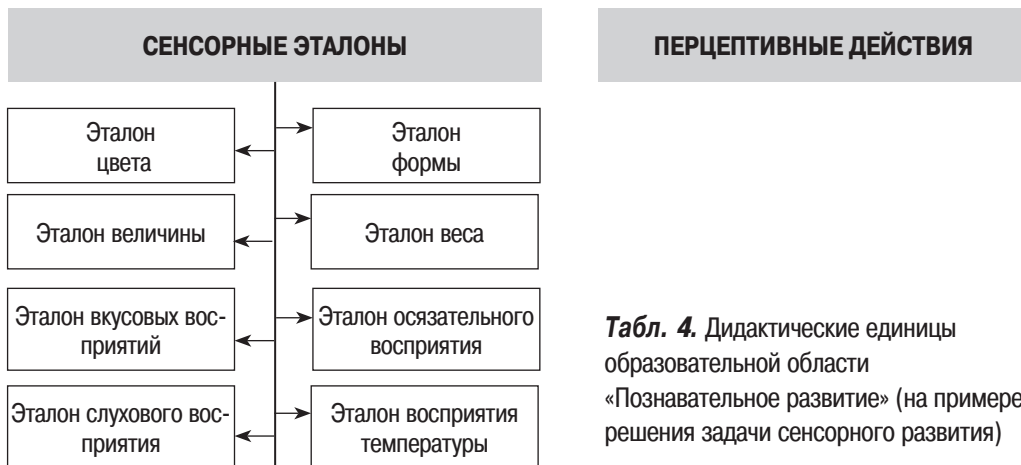 СЕНСОРНЫЕ ЭТАЛОНЫ
ПЕРЦЕПТИВНЫЕ ДЕЙСТВИЯ
Эталон
цвета
Эталон
формы
Эталон величины
Эталон веса
Эталон вкусовых вос-
приятий
Эталон осязательного
восприятия
Эталон слухового вос-
приятия
Эталон восприятия
температуры
Табл. 4. Дидактические единицы
образовательной области
«Познавательное развитие» (на примере
решения задачи сенсорного развития)